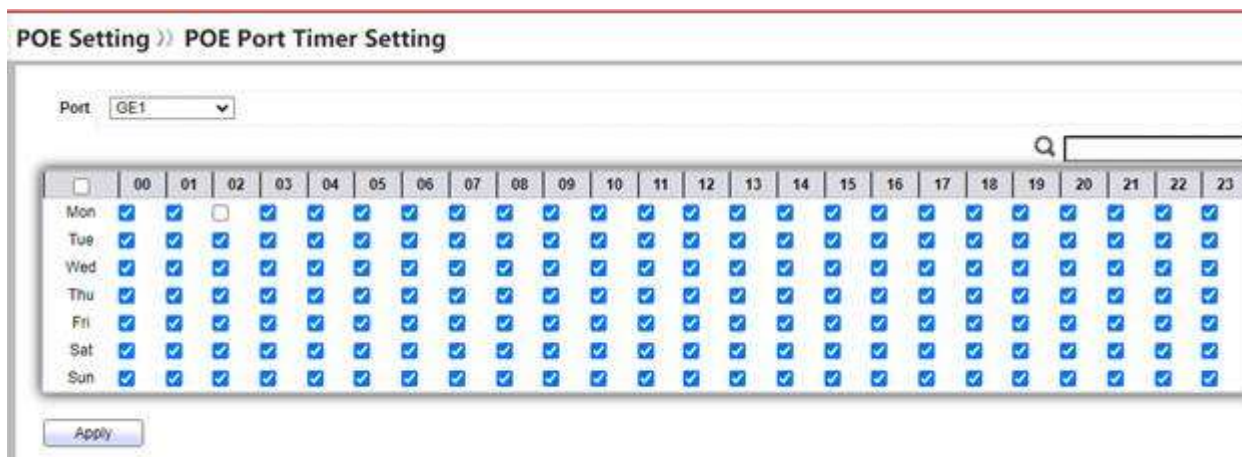 POE Setting 》 POE Port Timer Setting
Port GE1
00 01 02 03 04 05 06 07 08 09 10 11 12 13 14 15 16 17 18 19 20 21 22 23
Mon
Tue
Wed
Thu
Fri
Sat
Sun
Apply